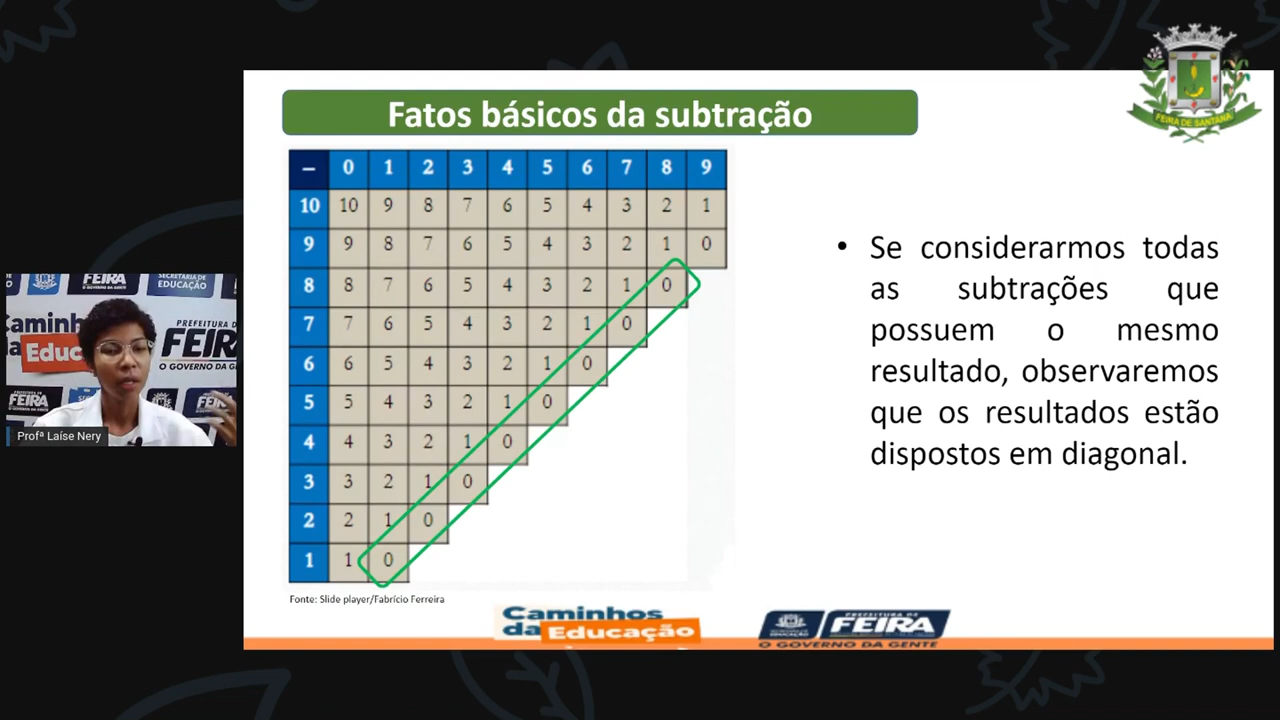 FEIRA DE SANTANA
Fatos básicos da subtração
– 0 1 2 3 4 5 6 7 8 9
10 10 9 8 7 6 5 4 3 2 1
9 9 8 7 6 5 4 3 2 1 0
8 8 7 6 5 4 3 2 1 0
7 7 6 5 4 3 2 1 0
6 6 5 4 3 2 1 0
5 5 4 3 2 1 0
4 4 3 2 1 0
3 3 2 1 0
2 2 1 0
1 1 0
Fonte: Slide player/Fabrício Ferreira
• Se considerarmos todas
as subtrações que
possuem o mesmo
resultado, observaremos
que os resultados estão
dispostos em diagonal.
FEIRA
SECRETARIA DE
EDUCAÇÃO
Caminh
da Educ
PREFEITURA DE
FEIR
O GOVERNO DA GENTE
Profª Laíse Nery
Caminhos
da Educação
PREFEITURA DE
FEIRA
O GOVERNO DA GENTE